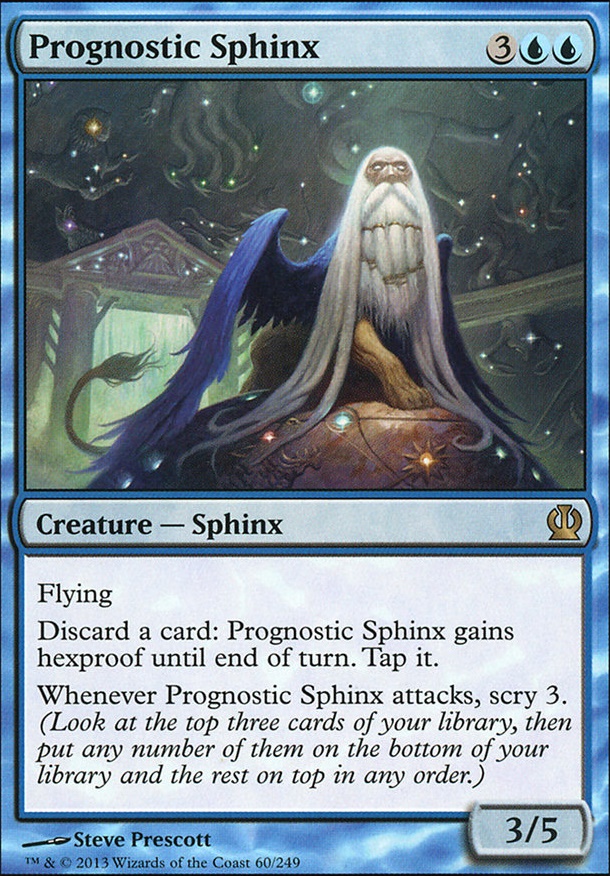 Prognostic Sphinx 3
Creature — Sphinx
Flying
Discard a card: Prognostic Sphinx gains
hexproof until end of turn. Tap it.
Whenever Prognostic Sphinx attacks, scry 3.
(Look at the top three cards of your library, then
put any number of them on the bottom of your
library and the rest on top in any order.)
3/5
Steve Prescott
™ & © 2013 Wizards of the Coast 60/249